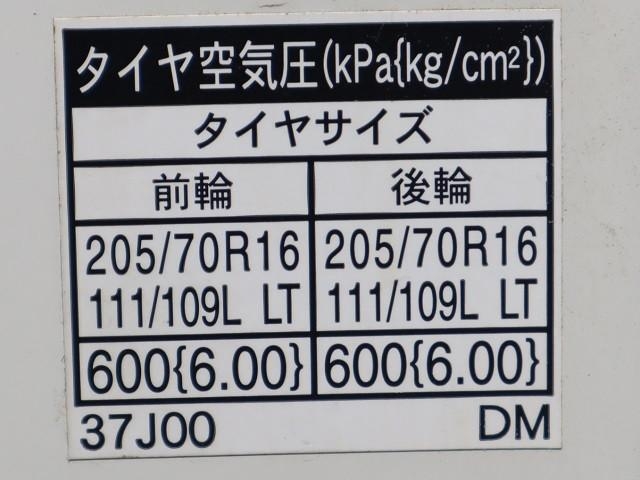 タイヤ空気圧(kPa{kg/cm²})
タイヤサイズ
前輪 後輪
205/70R16 205/70R16
111/109L LT 111/109L LT
600{6.00} 600{6.00}
37J00 DM